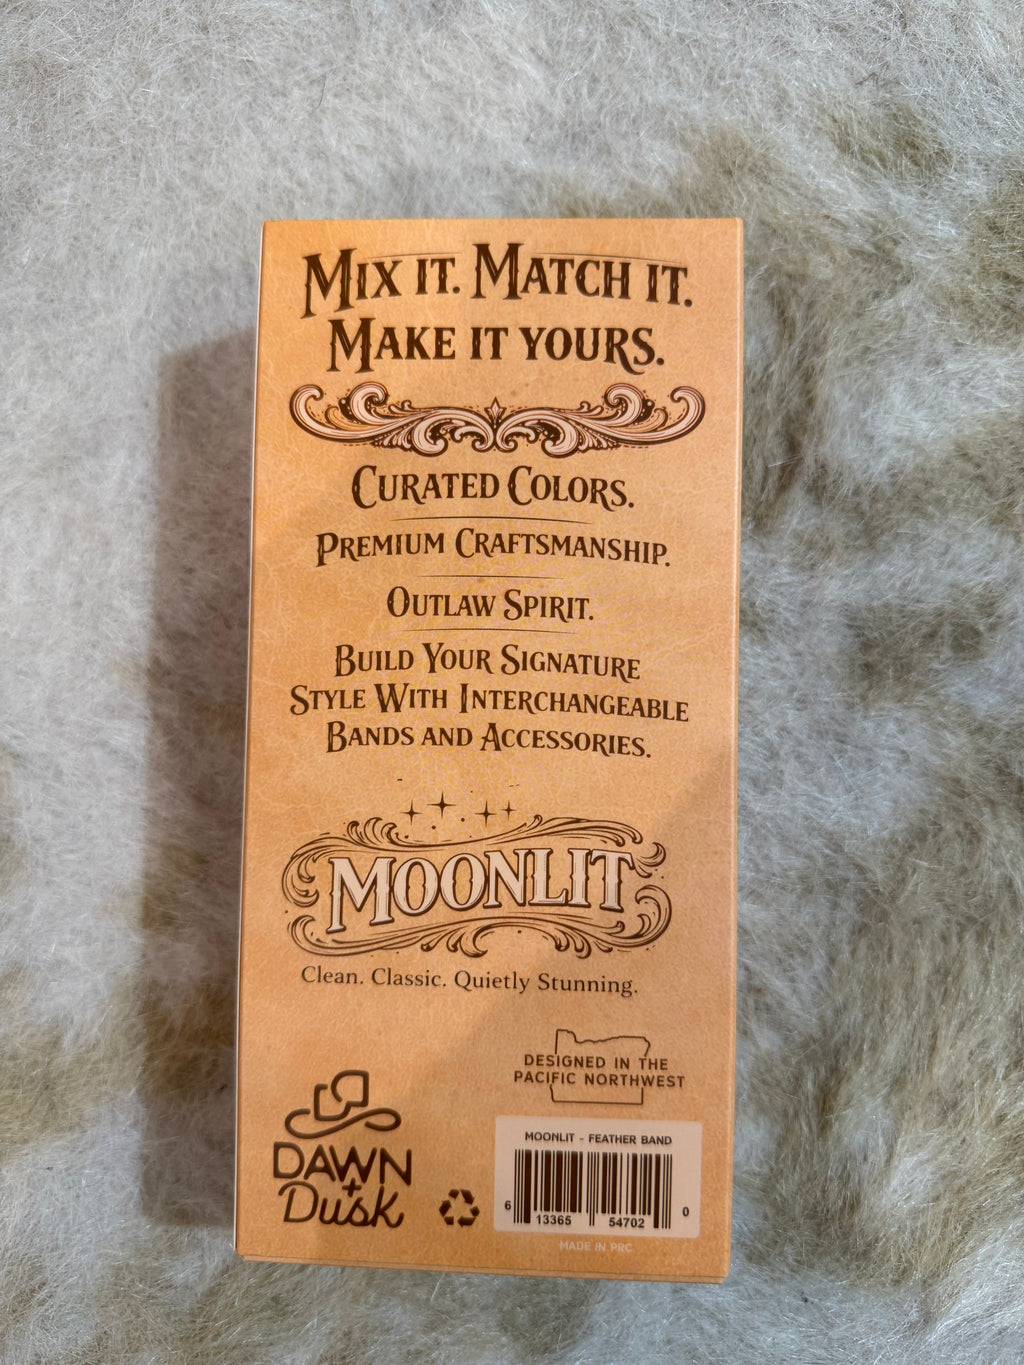 Mix it. Match it.
Make it yours.
Curated Colors.
Premium Craftsmanship.
Outlaw Spirit.
Build Your Signature
Style With Interchangeable
Bands and Accessories.
MOONLIT
Clean. Classic. Quietly Stunning.
DESIGNED IN THE
PACIFIC NORTHWEST
DAWN
+
Dusk
MOONLIT - FEATHER BAND
6 13365 54702 0
MADE IN PRC